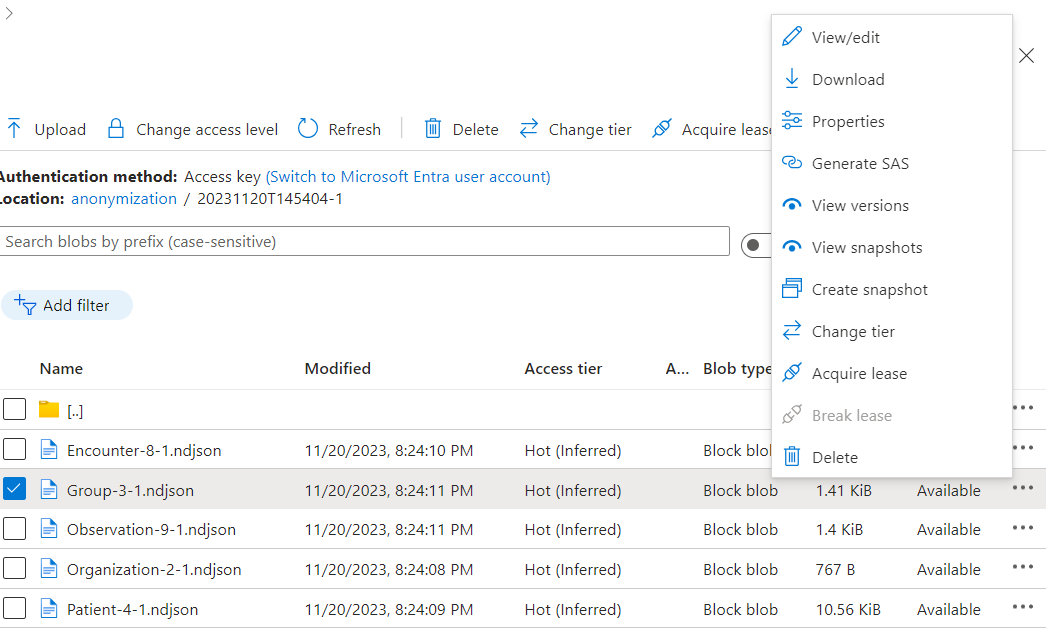 Upload Change access level Refresh Delete Change tier Acquire lease
Authentication method: Access key (Switch to Microsoft Entra user account)
Location: anonymization / 20231120T145404-1
Search blobs by prefix (case-sensitive)
Add filter
View/edit
Download
Properties
Generate SAS
View versions
View snapshots
Create snapshot
Change tier
Acquire lease
Break lease
Delete
Name Modified Access tier A... Blob type
[..]
Encounter-8-1.ndjson 11/20/2023, 8:24:10 PM Hot (Inferred) Block blob
Group-3-1.ndjson 11/20/2023, 8:24:11 PM Hot (Inferred) Block blob 1.41 KiB Available
Observation-9-1.ndjson 11/20/2023, 8:24:11 PM Hot (Inferred) Block blob 1.4 KiB Available
Organization-2-1.ndjson 11/20/2023, 8:24:08 PM Hot (Inferred) Block blob 767 B Available
Patient-4-1.ndjson 11/20/2023, 8:24:09 PM Hot (Inferred) Block blob 10.56 KiB Available